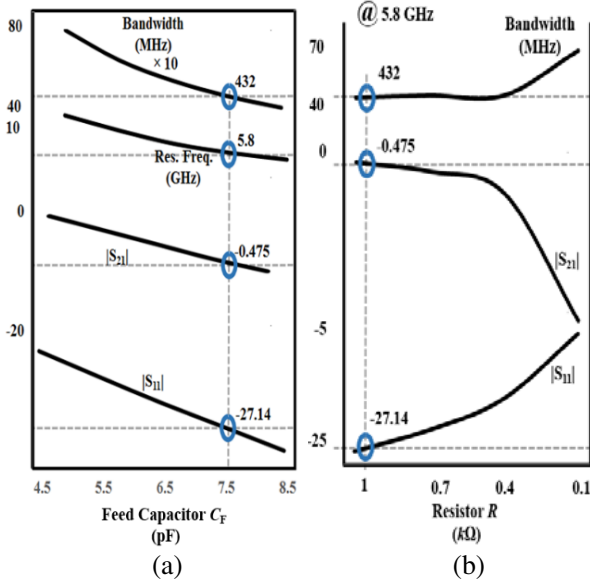 80
Bandwidth
(MHz)
× 10
432
40
10
5.8
Res. Freq.
(GHz)
0
|S21|
-0.475
-20
|S11|
-27.14
4.5 5.5 6.5 7.5 8.5
Feed Capacitor CF
(pF)
(a)
@ 5.8 GHz
Bandwidth
(MHz)
70
432
40
0
-0.475
|S21|
-5
|S11|
-27.14
-25
1 0.7 0.4 0.1
Resistor R
(kΩ)
(b)